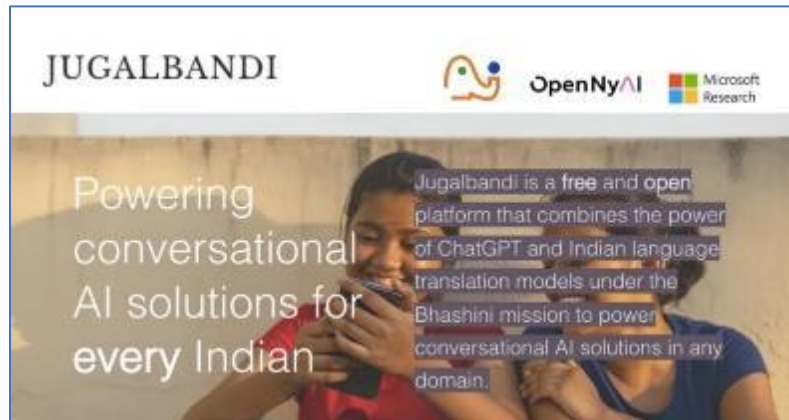 JUGALBANDI
OpenNyAI
Microsoft
Research
Powering
conversational
AI solutions for
every Indian
Jugalbandi is a free and open
platform that combines the power
of ChatGPT and Indian language
translation models under the
Bhashini mission to power
conversational AI solutions in any
domain.